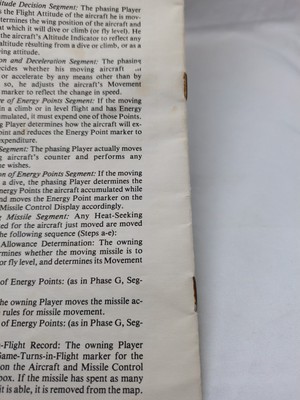 itude Decision Segment: The phasing Player
s the Flight Attitude of the aircraft he is mov-
termines the wing position of the aircraft and
t which it will dive or climb (or fly level). He
e aircraft's Altitude Indicator to reflect any
altitude resulting from a dive or climb, or as a
ving attitude.
ion and Deceleration Segment: The phasing
ecides whether his moving aircraft
or accelerate by any means other than by
so, he adjusts the aircraft's Movement
marker to reflect the change in speed.
re of Energy Points Segment: If the moving
in a climb or in level flight and has Energy
umulated, it must expend one of those Points.
g Player determines how the aircraft will ex-
oint and reduces the Energy Point marker to
expenditure.
Segment: The phasing Player actually moves
g aircraft's counter and performs any
e wishes.
on of Energy Points Segment: If the moving
a dive, the phasing Player determines the
Energy Points the aircraft accumulated while
nd moves the Energy Point marker on the
Missile Control Display accordingly.
g Missile Segment: Any Heat-Seeking
ed for the aircraft just moved are moved
the following sequence (Steps a-e):
Allowance Determination: The owning
rmines whether the missile is to
or fly level, and determines its Movement
of Energy Points: (as in Phase G, Seg-
he owning Player moves the missile ac-
rules for missile movement.
of Energy Points: (as in Phase G, Seg-
-Flight Record: The owning Player
Game-Turns-in-Flight marker for the
on the Aircraft and Missile Control
box. If the missile has spent as many
t is able, it is removed from the map.